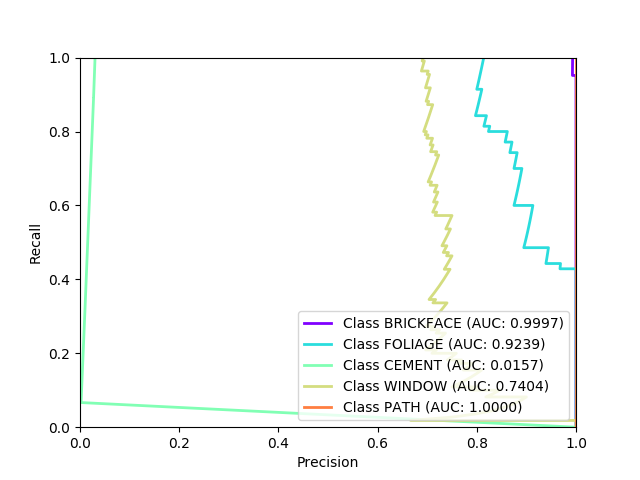 1.0
0.8
0.6
0.4
0.2
0.0
Recall
Class BRICKFACE (AUC: 0.9997)
Class FOLIAGE (AUC: 0.9239)
Class CEMENT (AUC: 0.0157)
Class WINDOW (AUC: 0.7404)
Class PATH (AUC: 1.0000)
0.0 0.2 0.4 0.6 0.8 1.0
Precision